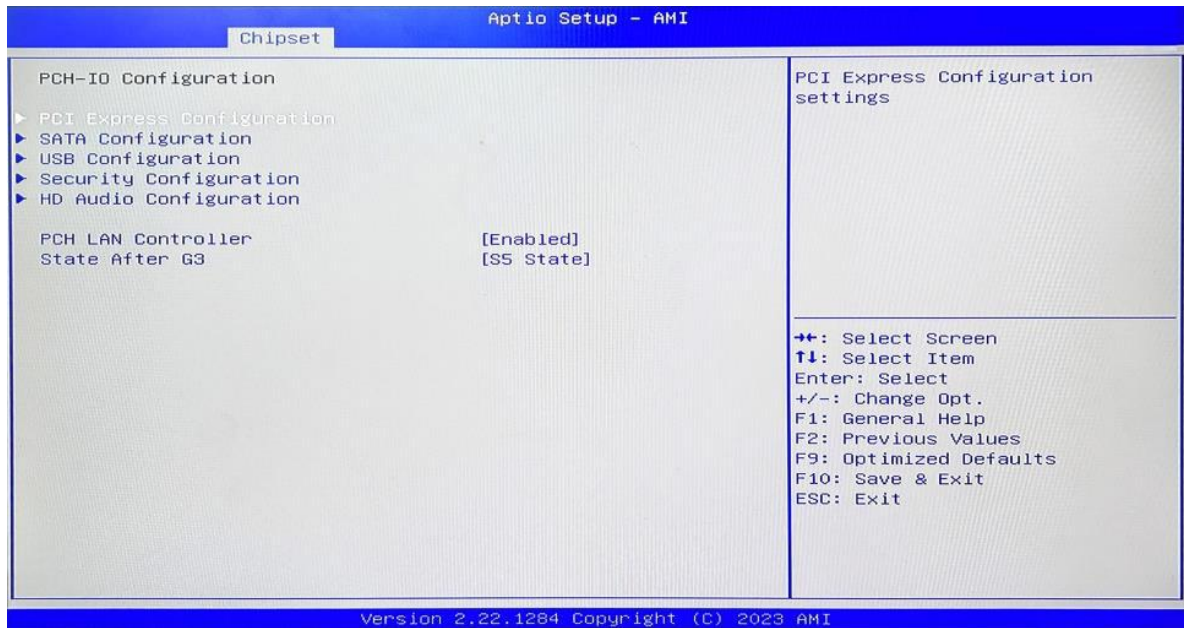 Aptio Setup - AMI
Chipset
PCH-IO Configuration
PCI Express Configuration
SATA Configuration
USB Configuration
Security Configuration
HD Audio Configuration
PCH LAN Controller [Enabled]
State After G3 [S5 State]
PCI Express Configuration
settings
→←: Select Screen
↑↓: Select Item
Enter: Select
+/-: Change Opt.
F1: General Help
F2: Previous Values
F9: Optimized Defaults
F10: Save & Exit
ESC: Exit
Version 2.22.1284 Copyright (C) 2023 AMI